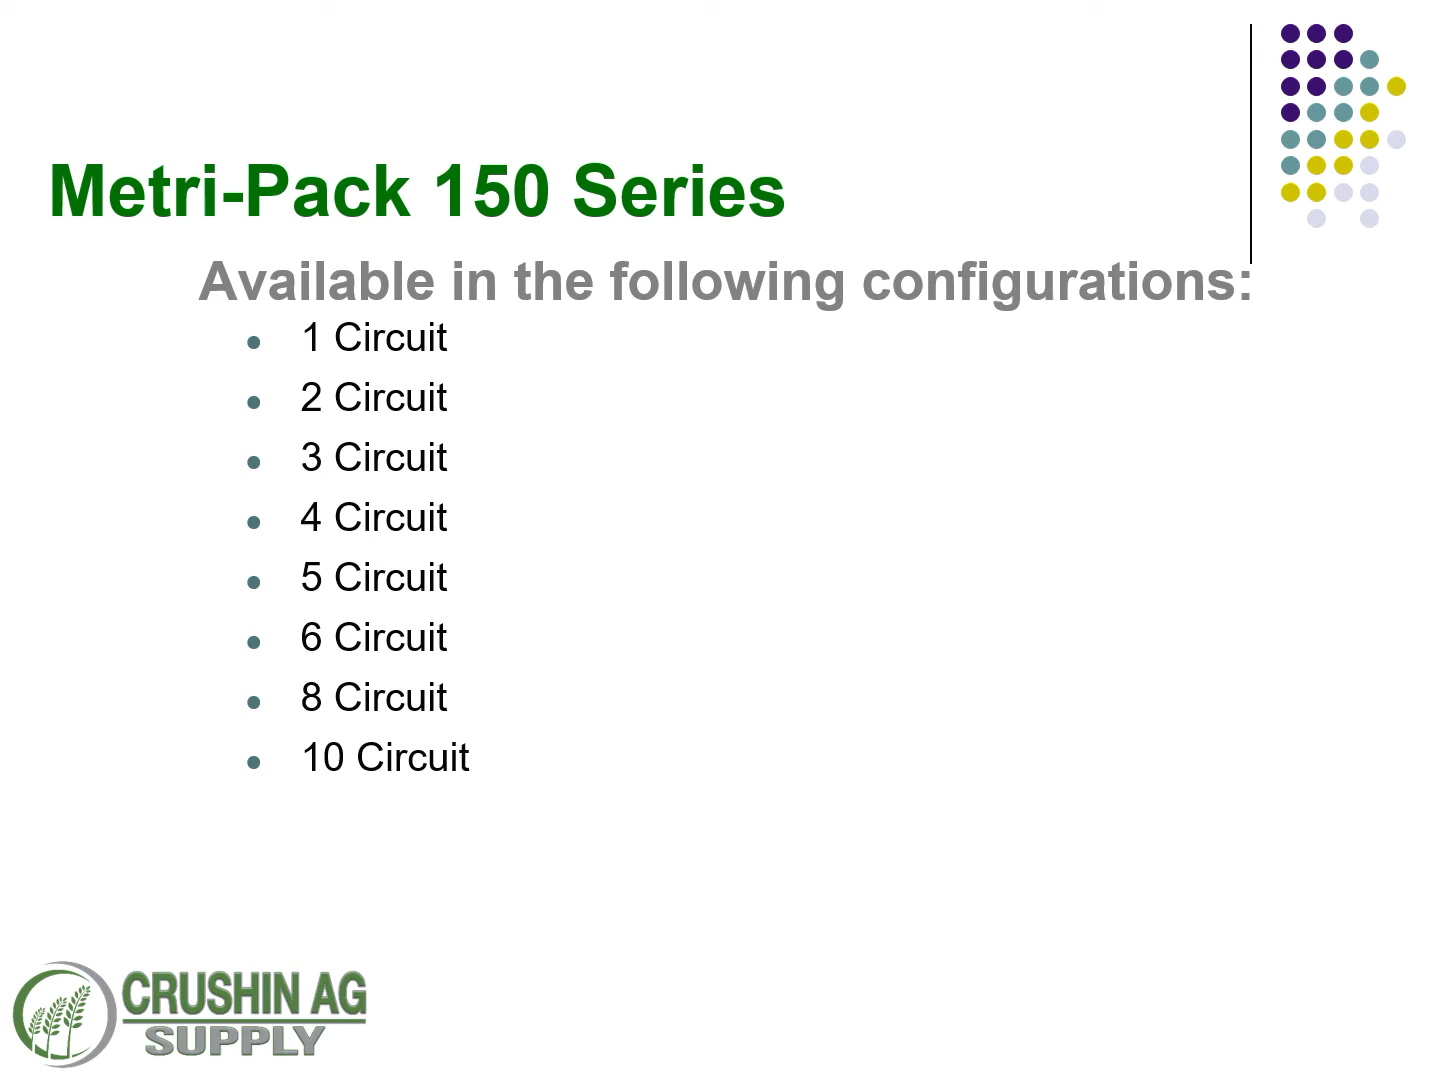 Metri-Pack 150 Series
Available in the following configurations:
1 Circuit
2 Circuit
3 Circuit
4 Circuit
5 Circuit
6 Circuit
8 Circuit
10 Circuit
CRUSHIN AG
SUPPLY